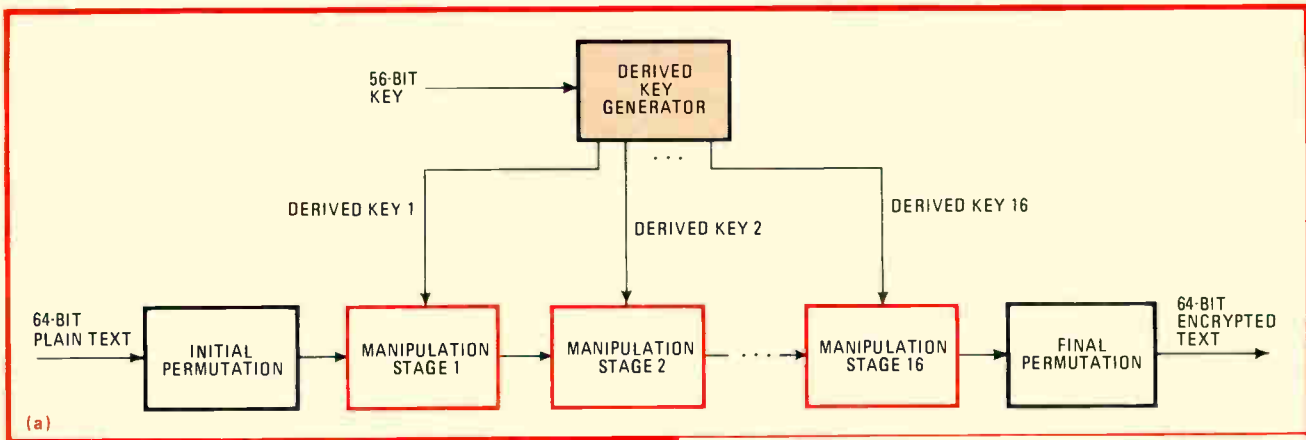 56-BIT
KEY
DERIVED
KEY
GENERATOR
...
DERIVED KEY 1
DERIVED KEY 2
DERIVED KEY 16
64-BIT
PLAIN TEXT
INITIAL
PERMUTATION
MANIPULATION
STAGE 1
MANIPULATION
STAGE 2
....
MANIPULATION
STAGE 16
FINAL
PERMUTATION
64-BIT
ENCRYPTED
TEXT
(a)